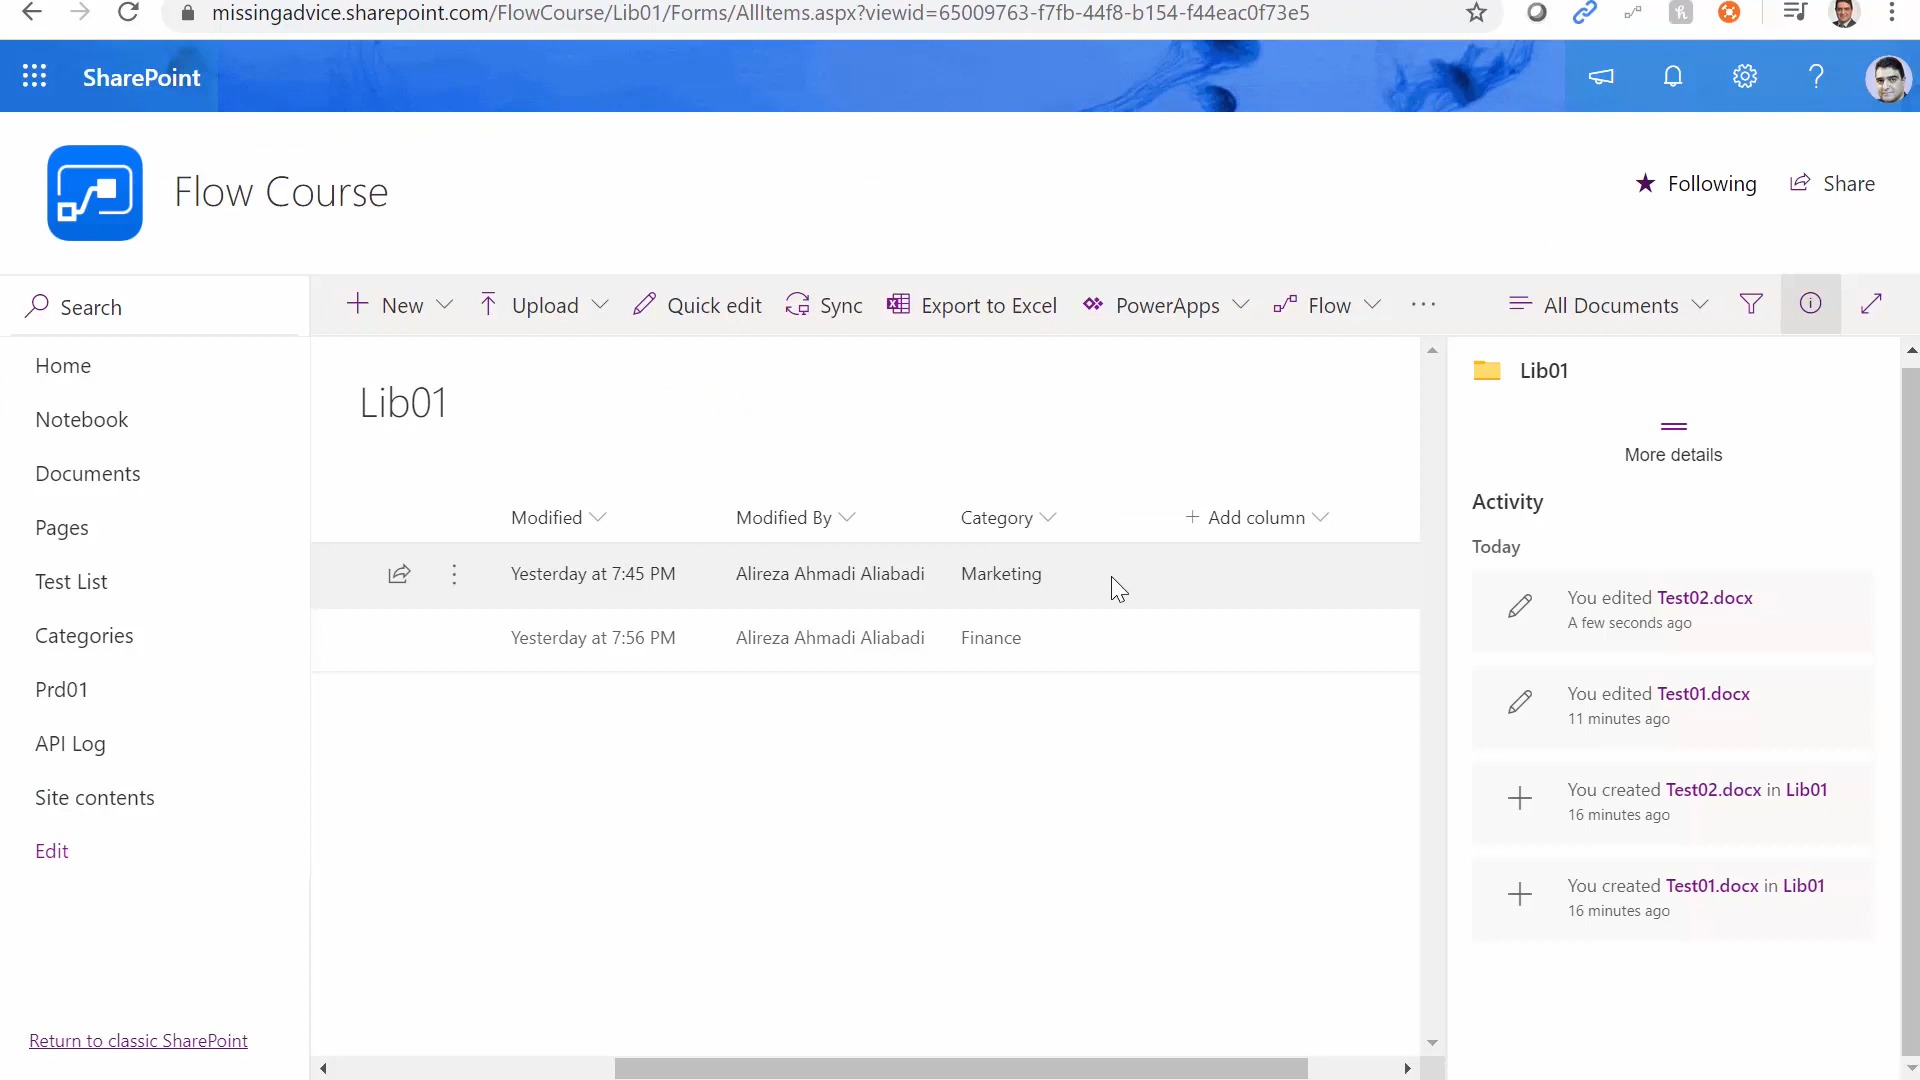 missingadvice.sharepoint.com/FlowCourse/Lib01/Forms/AllItems.aspx?viewid=65009763-f7fb-44f8-b154-f44eac0f73e5
SharePoint
Flow Course
Following
Share
Search
New
Upload
Quick edit
Sync
Export to Excel
PowerApps
Flow
All Documents
Home
Notebook
Documents
Pages
Test List
Categories
Prd01
API Log
Site contents
Edit
Return to classic SharePoint
Lib01
Modified
Modified By
Category
Add column
Yesterday at 7:45 PM
Alireza Ahmadi Aliabadi
Marketing
Yesterday at 7:56 PM
Alireza Ahmadi Aliabadi
Finance
Lib01
More details
Activity
Today
You edited Test02.docx
A few seconds ago
You edited Test01.docx
11 minutes ago
You created Test02.docx in Lib01
16 minutes ago
You created Test01.docx in Lib01
16 minutes ago